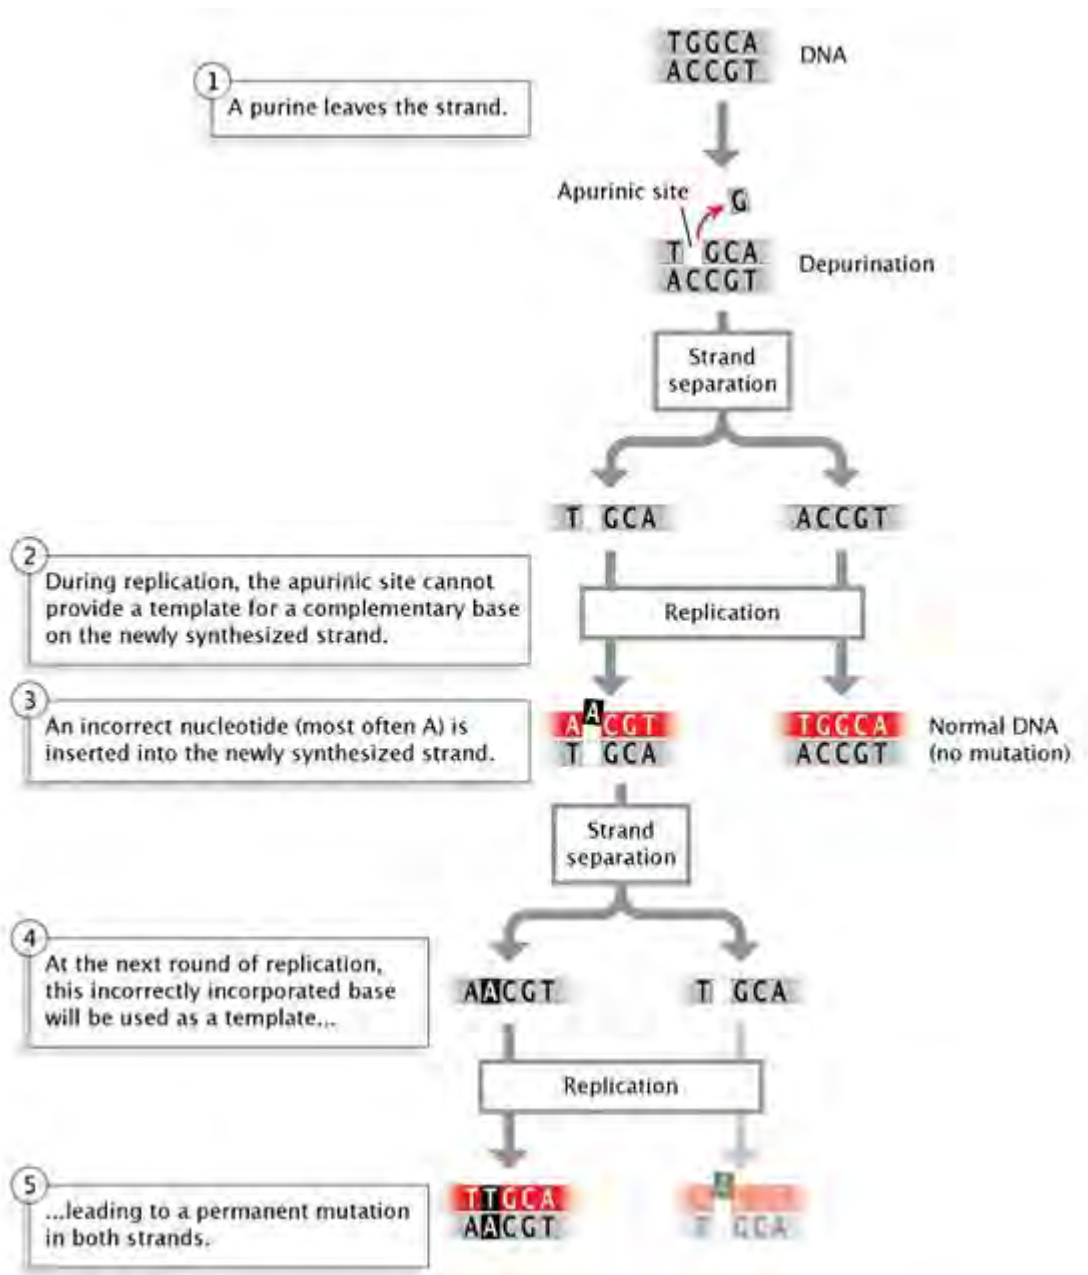 TGGCA
ACCGT
DNA
1
A purine leaves the strand.
Apurinic site
G
T GCA
ACCGT
Depurination
Strand
separation
T GCA
ACCGT
2
During replication, the apurinic site cannot
provide a template for a complementary base
on the newly synthesized strand.
Replication
3
An incorrect nucleotide (most often A) is
inserted into the newly synthesized strand.
A A CGT
T GCA
TGGCA
ACCGT
Normal DNA
(no mutation)
Strand
separation
4
At the next round of replication,
this incorrectly incorporated base
will be used as a template...
AACGT
T GCA
Replication
5
...leading to a permanent mutation
in both strands.
TTGCA
AACGT
T GCA